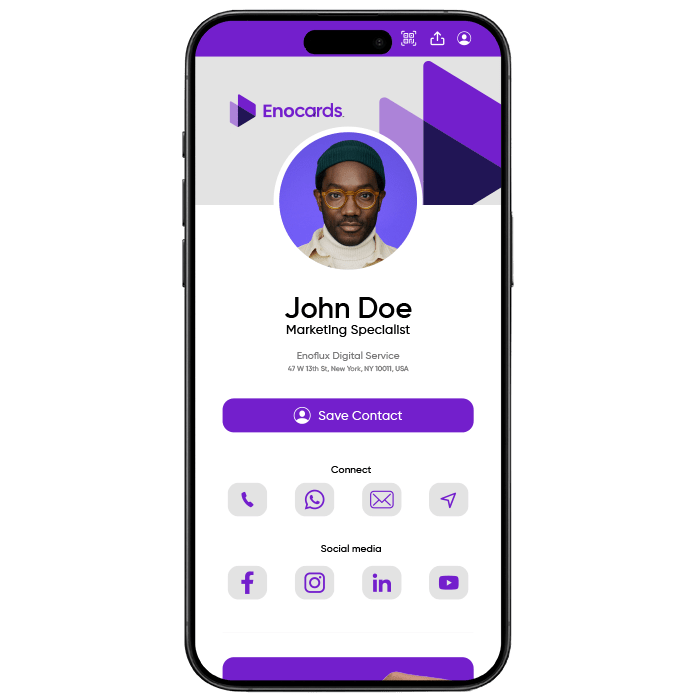 Enocards.
John Doe
Marketing Specialist
Enoflux Digital Service
47 W 13th St, New York, NY 10011, USA
Save Contact
Connect
Social media